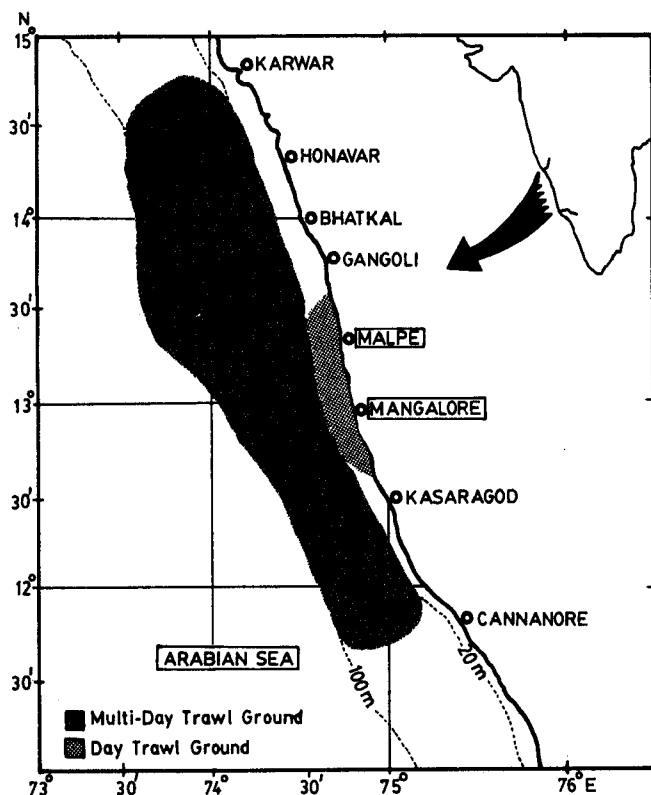 N
15°
KARWAR
30'
HONAVAR
14°
BHATKAL
GANGOLI
30'
MALPE
13°
MANGALORE
30'
KASARAGOD
12°
CANNANORE
ARABIAN SEA
20m
100m
30'
Multi-Day Trawl Ground
Day Trawl Ground
73° 30' 74° 30' 75° 76°E